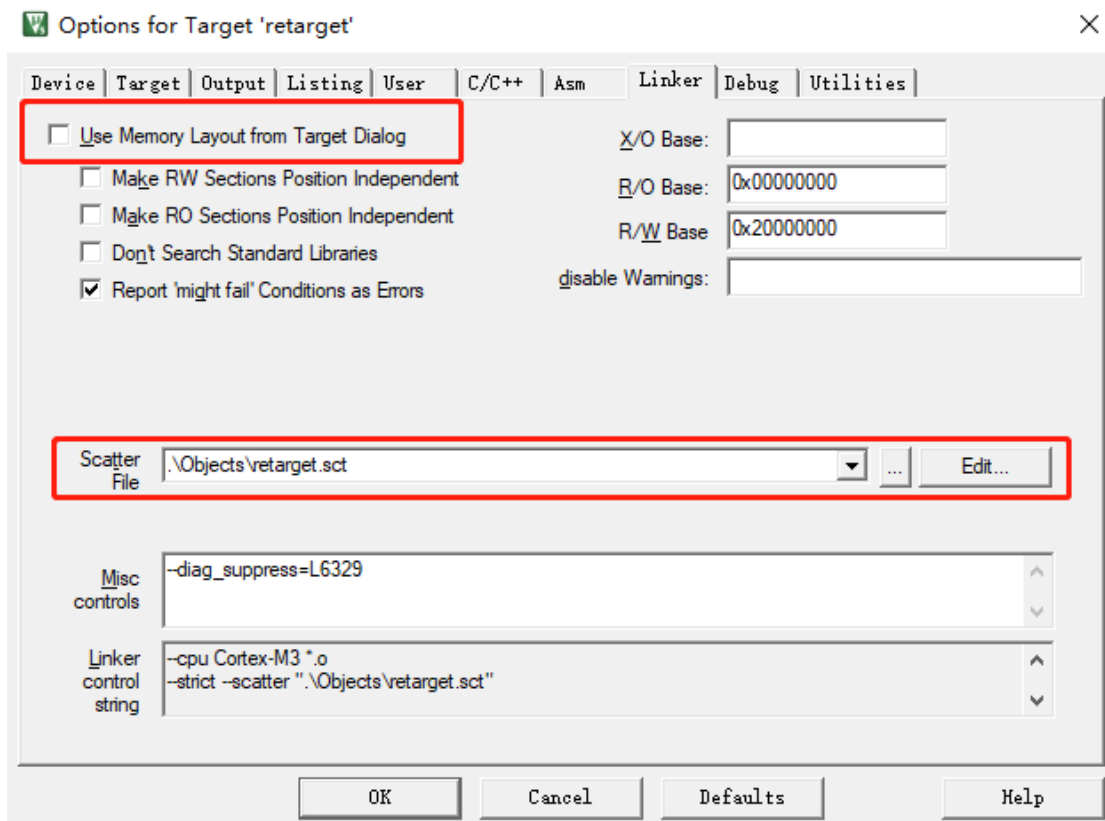 Options for Target 'retarget'
Device Target Output Listing User C/C++ Asm Linker Debug Utilities
Use Memory Layout from Target Dialog
Make RW Sections Position Independent
Make RO Sections Position Independent
Don't Search Standard Libraries
Report 'might fail' Conditions as Errors
X/O Base:
R/O Base: 0x00000000
R/W Base 0x20000000
disable Warnings:
Scatter
File
.\Objects\retarget.sct
... Edit...
Misc
controls
--diag_suppress=L6329
Linker
control
string
--cpu Cortex-M3 *.o
--strict --scatter ".\Objects\retarget.sct"
OK Cancel Defaults Help